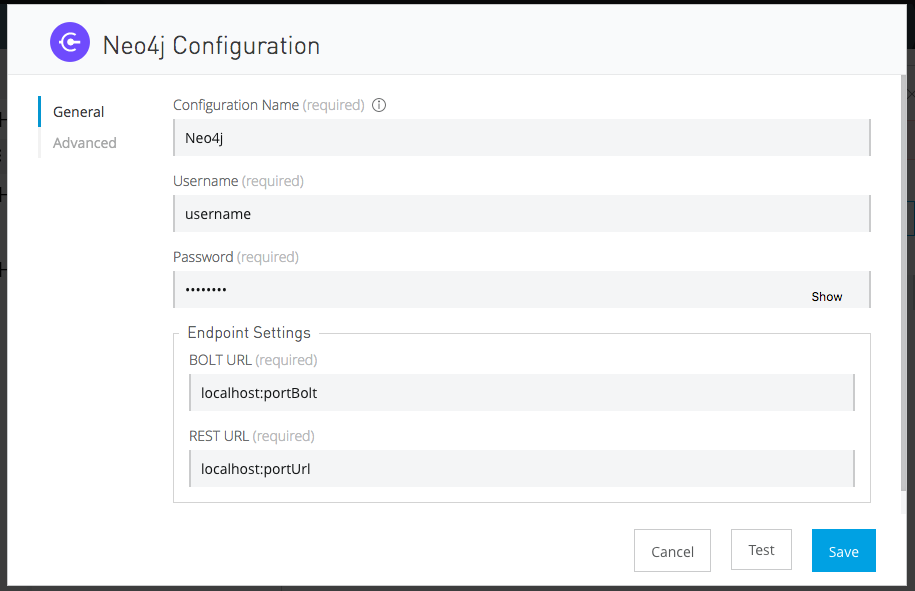 Neo4j Configuration
General
Advanced
Configuration Name (required)
Neo4j
Username (required)
username
Password (required)
••••••••
Show
Endpoint Settings
BOLT URL (required)
localhost:portBolt
REST URL (required)
localhost:portUrl
Cancel
Test
Save